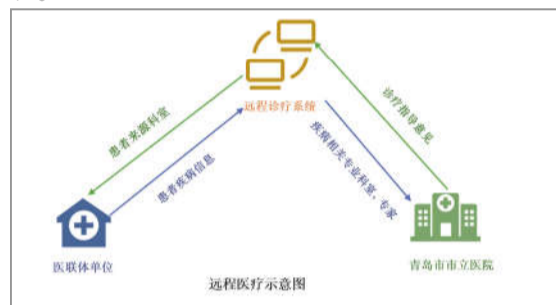 远程诊疗系统
患者来源科室
患者疾病信息
诊疗指导意见
疾病相关专业科室，专家
医联体单位
青岛市市立医院
远程医疗示意图